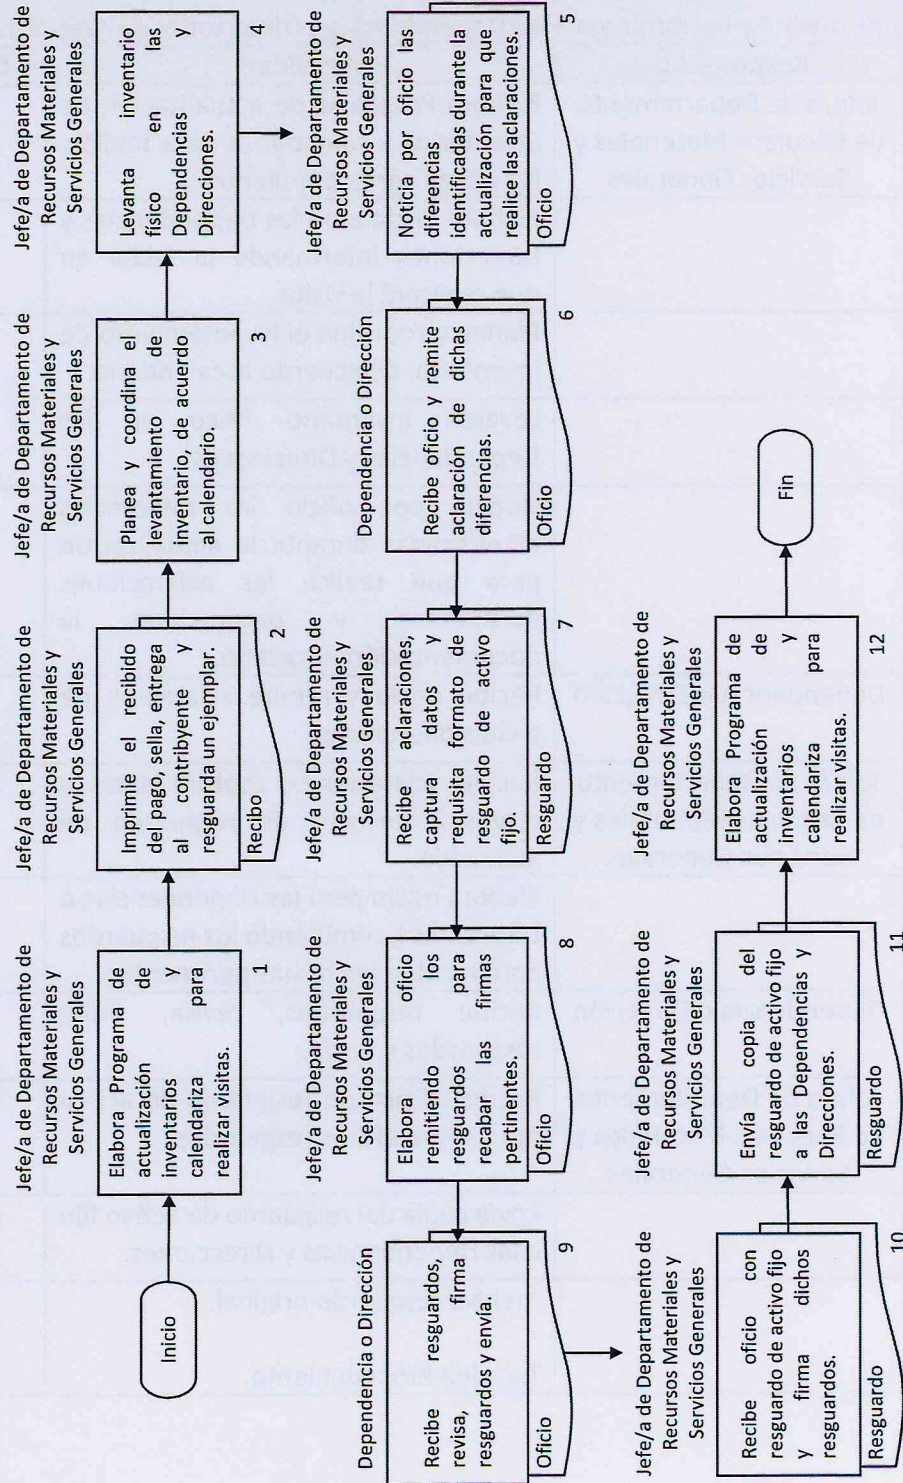 Inicio
Jefe/a de Departamento de
Recursos Materiales y
Servicios Generales
Elabora Programa de
actualización de
inventarios y
calendariza para
realizar visitas.
1
Jefe/a de Departamento de
Recursos Materiales y
Servicios Generales
Imprime el recibido
del pago, sella, entrega
al contribuyente y
resguarda un ejemplar.
2
Recibo
Jefe/a de Departamento de
Recursos Materiales y
Servicios Generales
Planea y coordina el
levantamiento de
inventario, de acuerdo
al calendario.
3
Jefe/a de Departamento de
Recursos Materiales y
Servicios Generales
Levanta inventario
físico en las
Dependencias y
Direcciones.
4
Jefe/a de Departamento de
Recursos Materiales y
Servicios Generales
Notifica por oficio las
diferencias
identificadas durante la
actualización para que
realice las aclaraciones.
5
Oficio
Dependencia o Dirección
Recibe oficio y remite
aclaración de dichas
diferencias.
6
Oficio
Jefe/a de Departamento de
Recursos Materiales y
Servicios Generales
Recibe aclaraciones,
captura datos y
requisita formato de
resguardo de activo
fijo.
7
Resguardo
Jefe/a de Departamento de
Recursos Materiales y
Servicios Generales
Elabora ofiio
remitiendo los
resguardos para
recabar las firmas
pertinentes.
8
Oficio
Dependencia o Dirección
Recibe resguardos,
revisa, firma
resguardos y envía.
9
Oficio
Jefe/a de Departamento de
Recursos Materiales y
Servicios Generales
Recibe oficio con
resguardo de activo fijo
y firma dichos
resguardos.
10
Resguardo
Jefe/a de Departamento de
Recursos Materiales y
Servicios Generales
Envía copia del
resguardo de activo fijo
a las Dependencias y
Direcciones.
11
Resguardo
Jefe/a de Departamento de
Recursos Materiales y
Servicios Generales
Elabora Programa de
actualización de
inventarios y
calendariza para
realizar visitas.
12
Fin